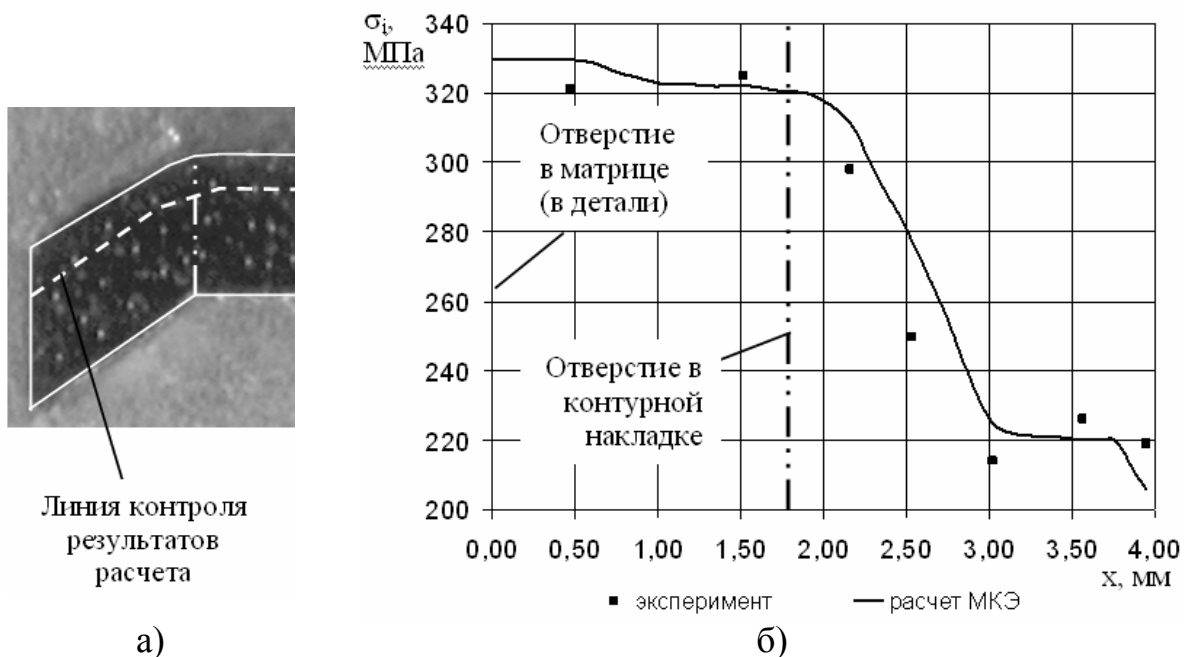 Линия контроля
результатов
расчета
а)
σi,
МПа
340
320
300
280
260
240
220
200
Отверстие
в матрице
(в детали)
Отверстие в
контурной
накладке
0,00 0,50 1,00 1,50 2,00 2,50 3,00 3,50 4,00
x, мм
эксперимент расчет МКЭ
б)